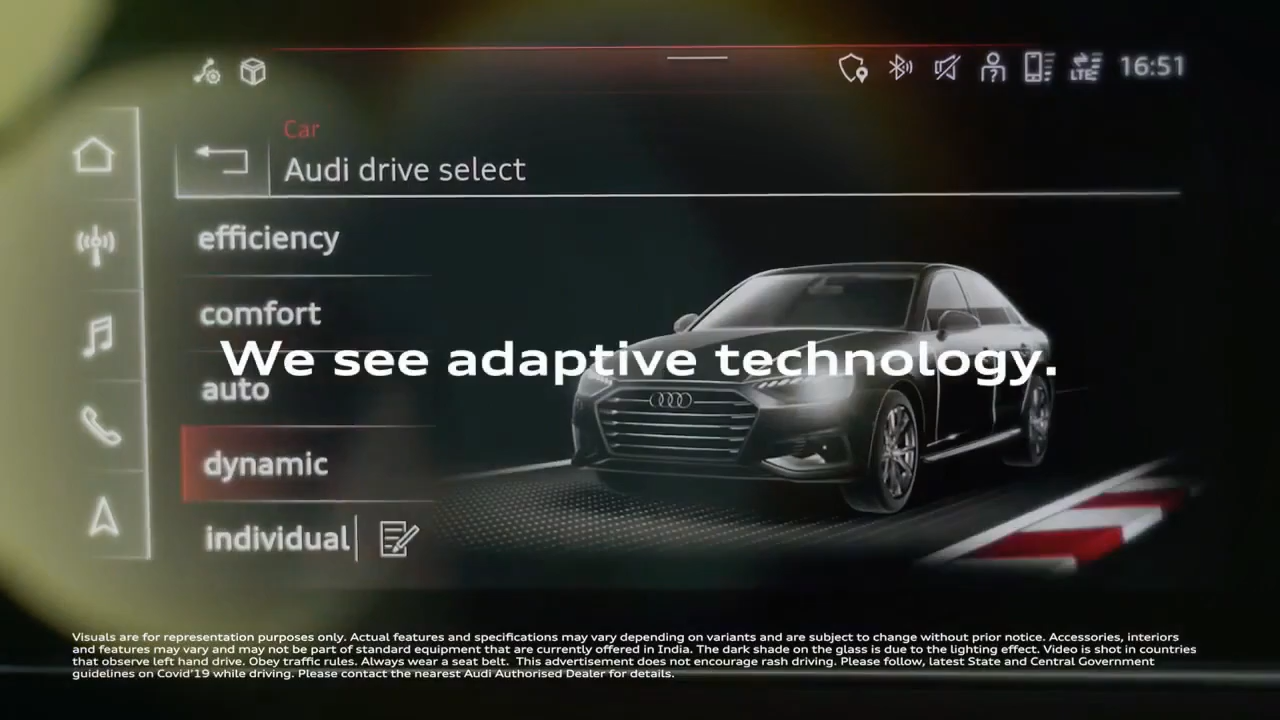 LTE 16:51
Car
Audi drive select
efficiency
comfort
We see adaptive technology.
auto
dynamic
individual
Visuals are for representation purposes only. Actual features and specifications may vary depending on variants and are subject to change without prior notice. Accessories, interiors
and features may vary and may not be part of standard equipment that are currently offered in India. The dark shade on the glass is due to the lighting effect. Video is shot in countries
that observe left hand drive. Obey traffic rules. Always wear a seat belt. This advertisement does not encourage rash driving. Please follow, latest State and Central Government
guidelines on Covid'19 while driving. Please contact the nearest Audi Authorised Dealer for details.